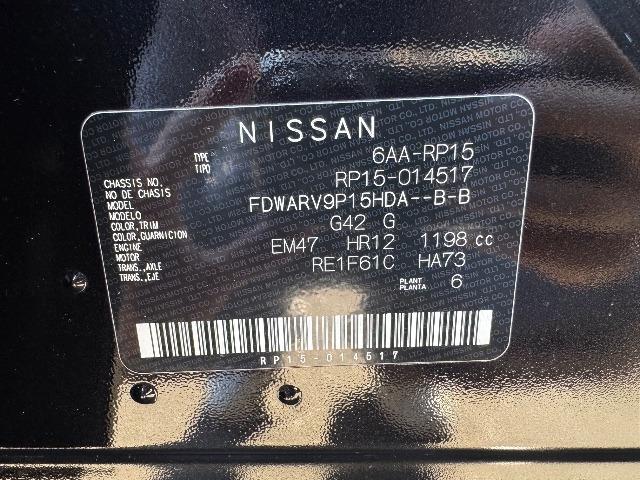 NISSAN
TYPE TIPO 6AA-RP15
CHASSIS NO. NO DE CHASIS RP15-014517
MODEL MODELO FDWARV9P15HDA--B-B
COLOR,TRIM COLOR,GUARNICION G42 G
ENGINE MOTOR EM47 HR12 1198 cc
TRANS.,AXLE TRANS.,EJE RE1F61C HA73
PLANT PLANTA 6
RP15-014517